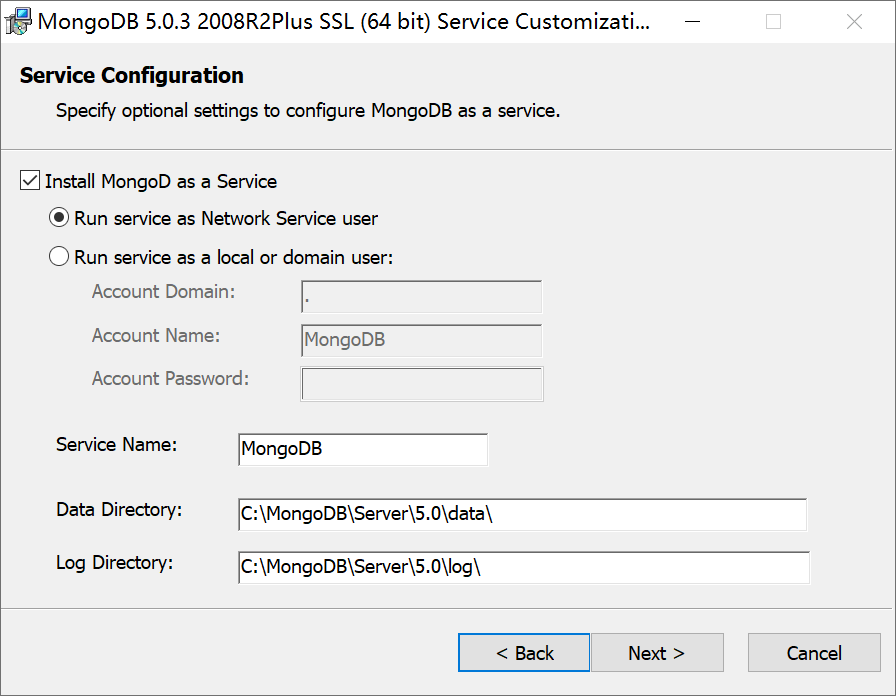 MongoDB 5.0.3 2008R2Plus SSL (64 bit) Service Customizati...
Service Configuration
Specify optional settings to configure MongoDB as a service.
Install MongoD as a Service
Run service as Network Service user
Run service as a local or domain user:
Account Domain: .
Account Name: MongoDB
Account Password:
Service Name: MongoDB
Data Directory: C:\MongoDB\Server\5.0\data\
Log Directory: C:\MongoDB\Server\5.0\log\
< Back Next > Cancel